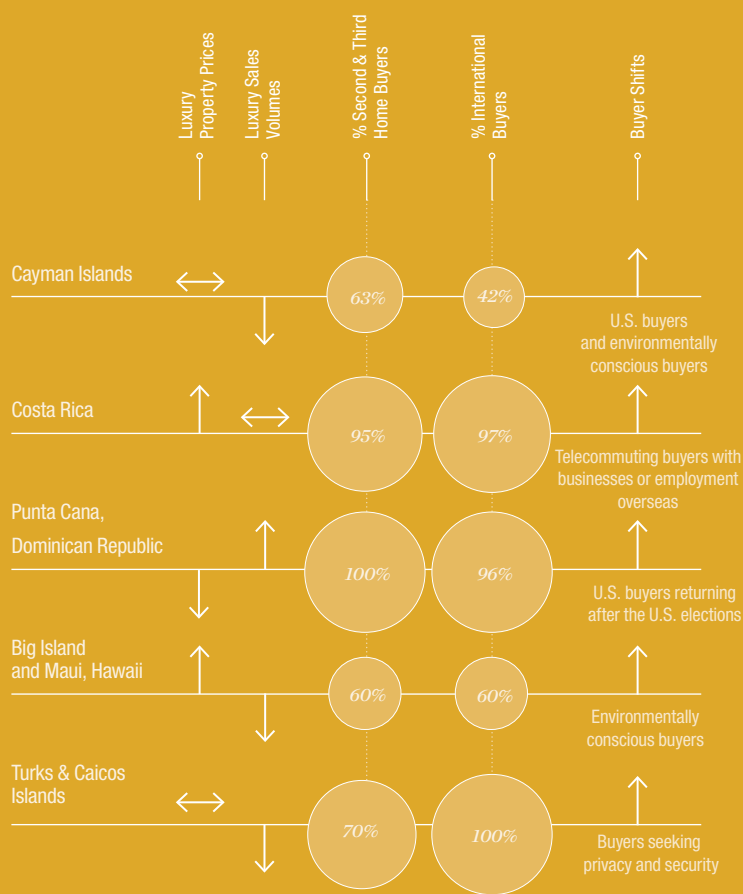 Luxury
Property Prices
Luxury Sales
Volumes
% Second & Third
Home Buyers
% International
Buyers
Buyer Shifts
Cayman Islands
63%
42%
U.S. buyers
and environmentally
conscious buyers
Costa Rica
95%
97%
Telecommuting buyers with
businesses or employment
overseas
Punta Cana,
Dominican Republic
100%
96%
U.S. buyers returning
after the U.S. elections
Big Island
and Maui, Hawaii
60%
60%
Environmentally
conscious buyers
Turks & Caicos
Islands
70%
100%
Buyers seeking
privacy and security